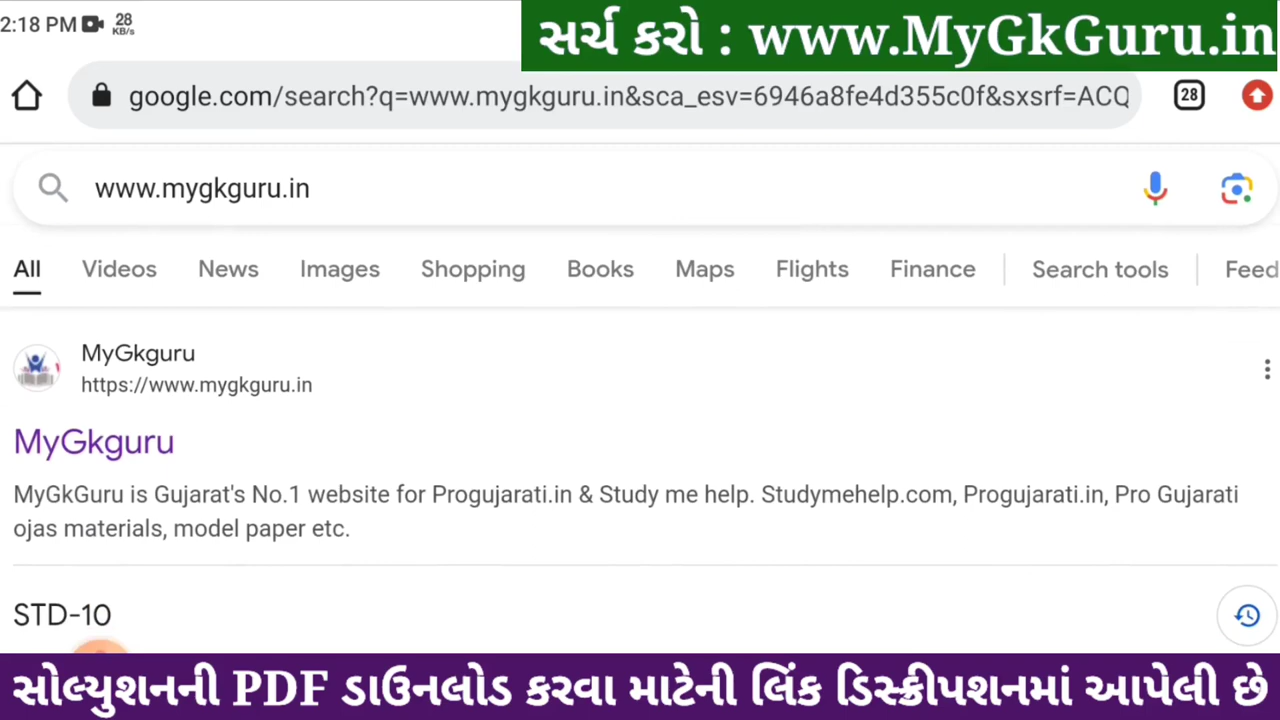 2:18 PM 28 KB/s
સર્ચ કરો : www.MyGkGuru.in
google.com/search?q=www.mygkguru.in&sca_esv=6946a8fe4d355c0f&sxsrf=ACQ
28
www.mygkguru.in
All Videos News Images Shopping Books Maps Flights Finance Search tools Feed
MyGkguru
https://www.mygkguru.in
MyGkguru
MyGkGuru is Gujarat's No.1 website for Progujarati.in & Study me help. Studymehelp.com, Progujarati.in, Pro Gujarati
ojas materials, model paper etc.
STD-10
સોલ્યુશનની PDF ડાઉનલોડ કરવા માટેની લિંક ડિસ્ક્રીપશનમાં આપેલી છે